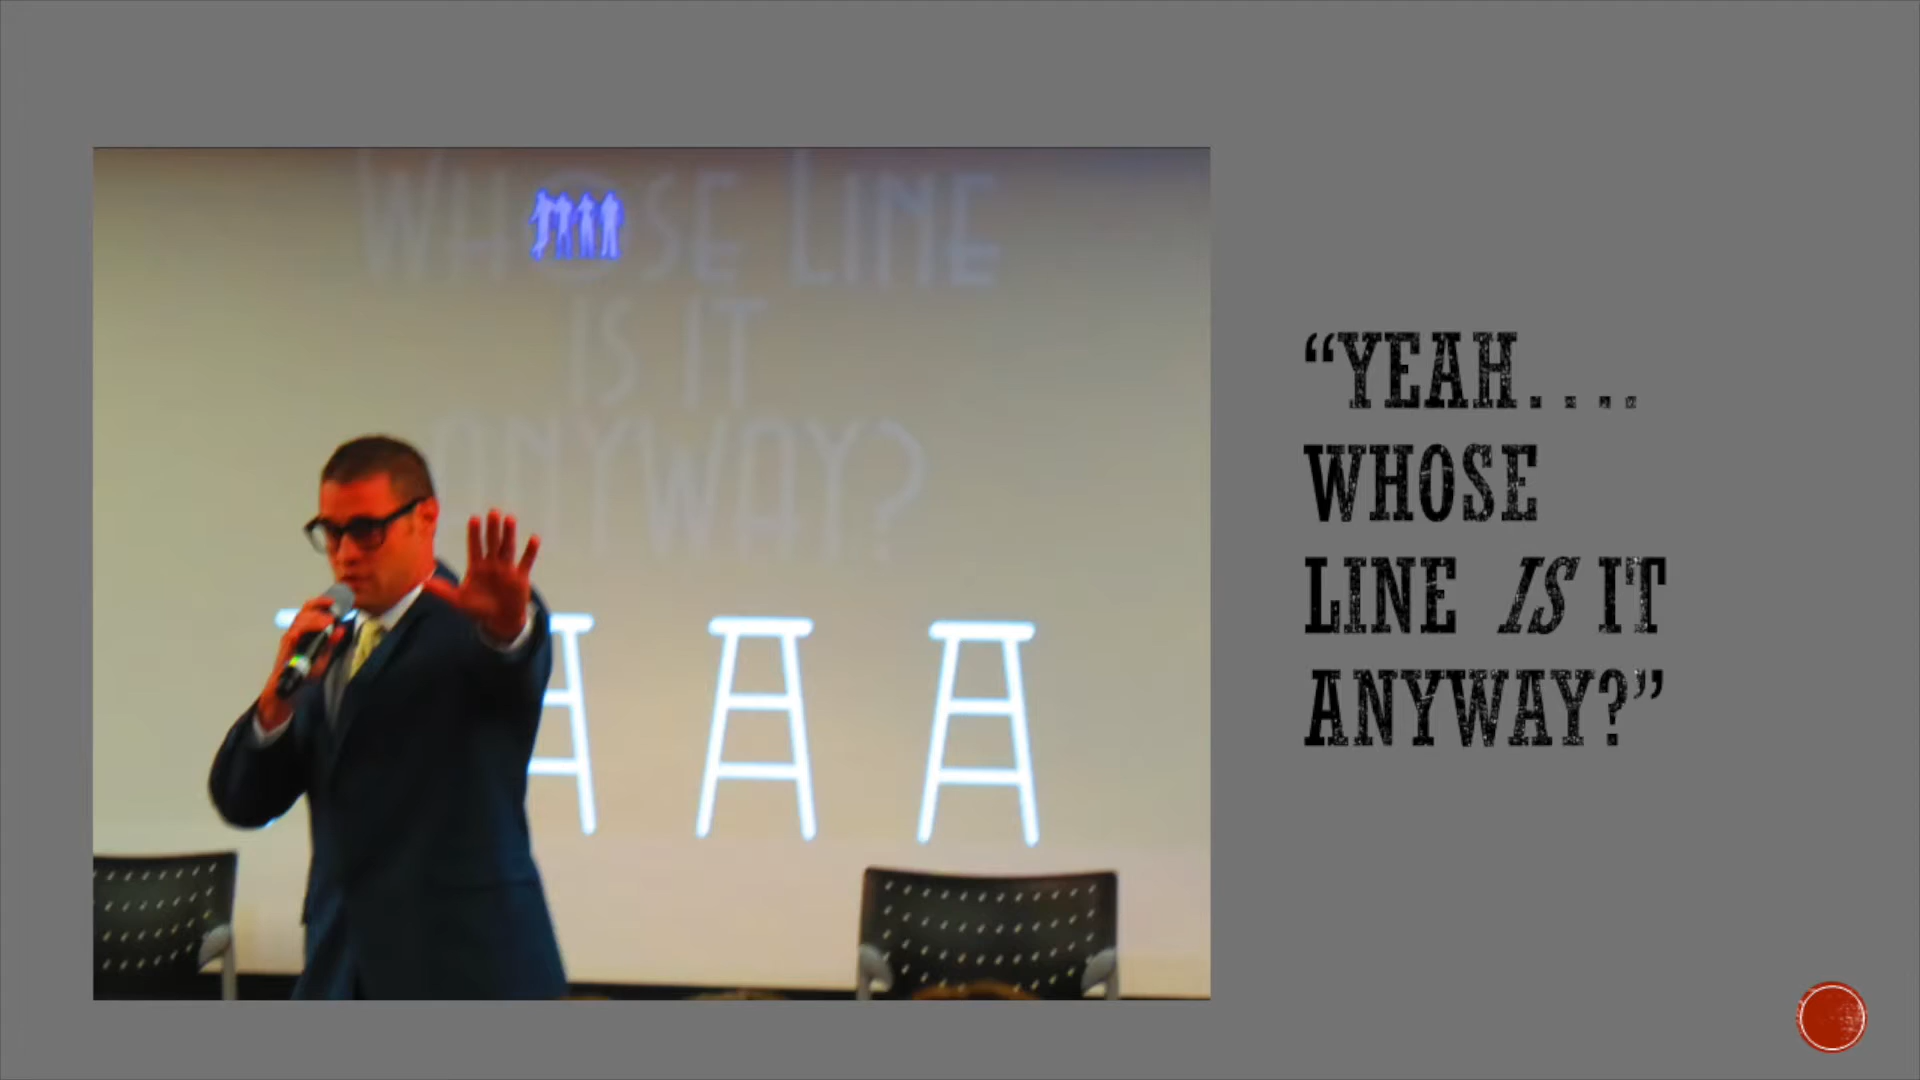 WHOSE LINE
IS IT
ANYWAY?
“YEAH....
WHOSE
LINE IS IT
ANYWAY?”